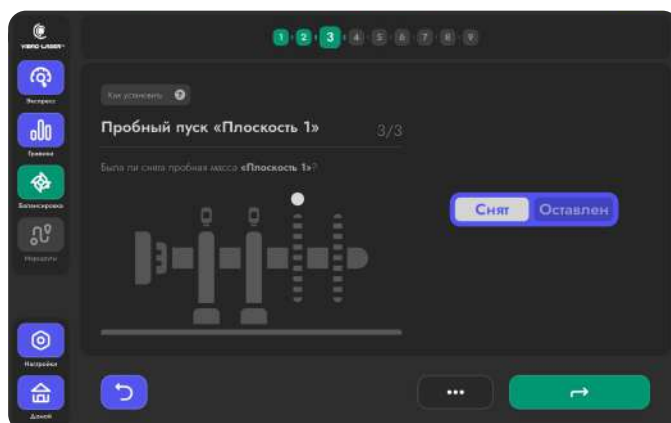 VIBRO-LASER
1 2 3 4 5 6 7 8 9
Экспресс
Как установить ?
Пробный пуск «Плоскость 1» 3/3
Графики
Была ли снята пробная масса «Плоскость 1»?
Балансировка
Снят Оставлен
Маршруты
Настройки
Домой